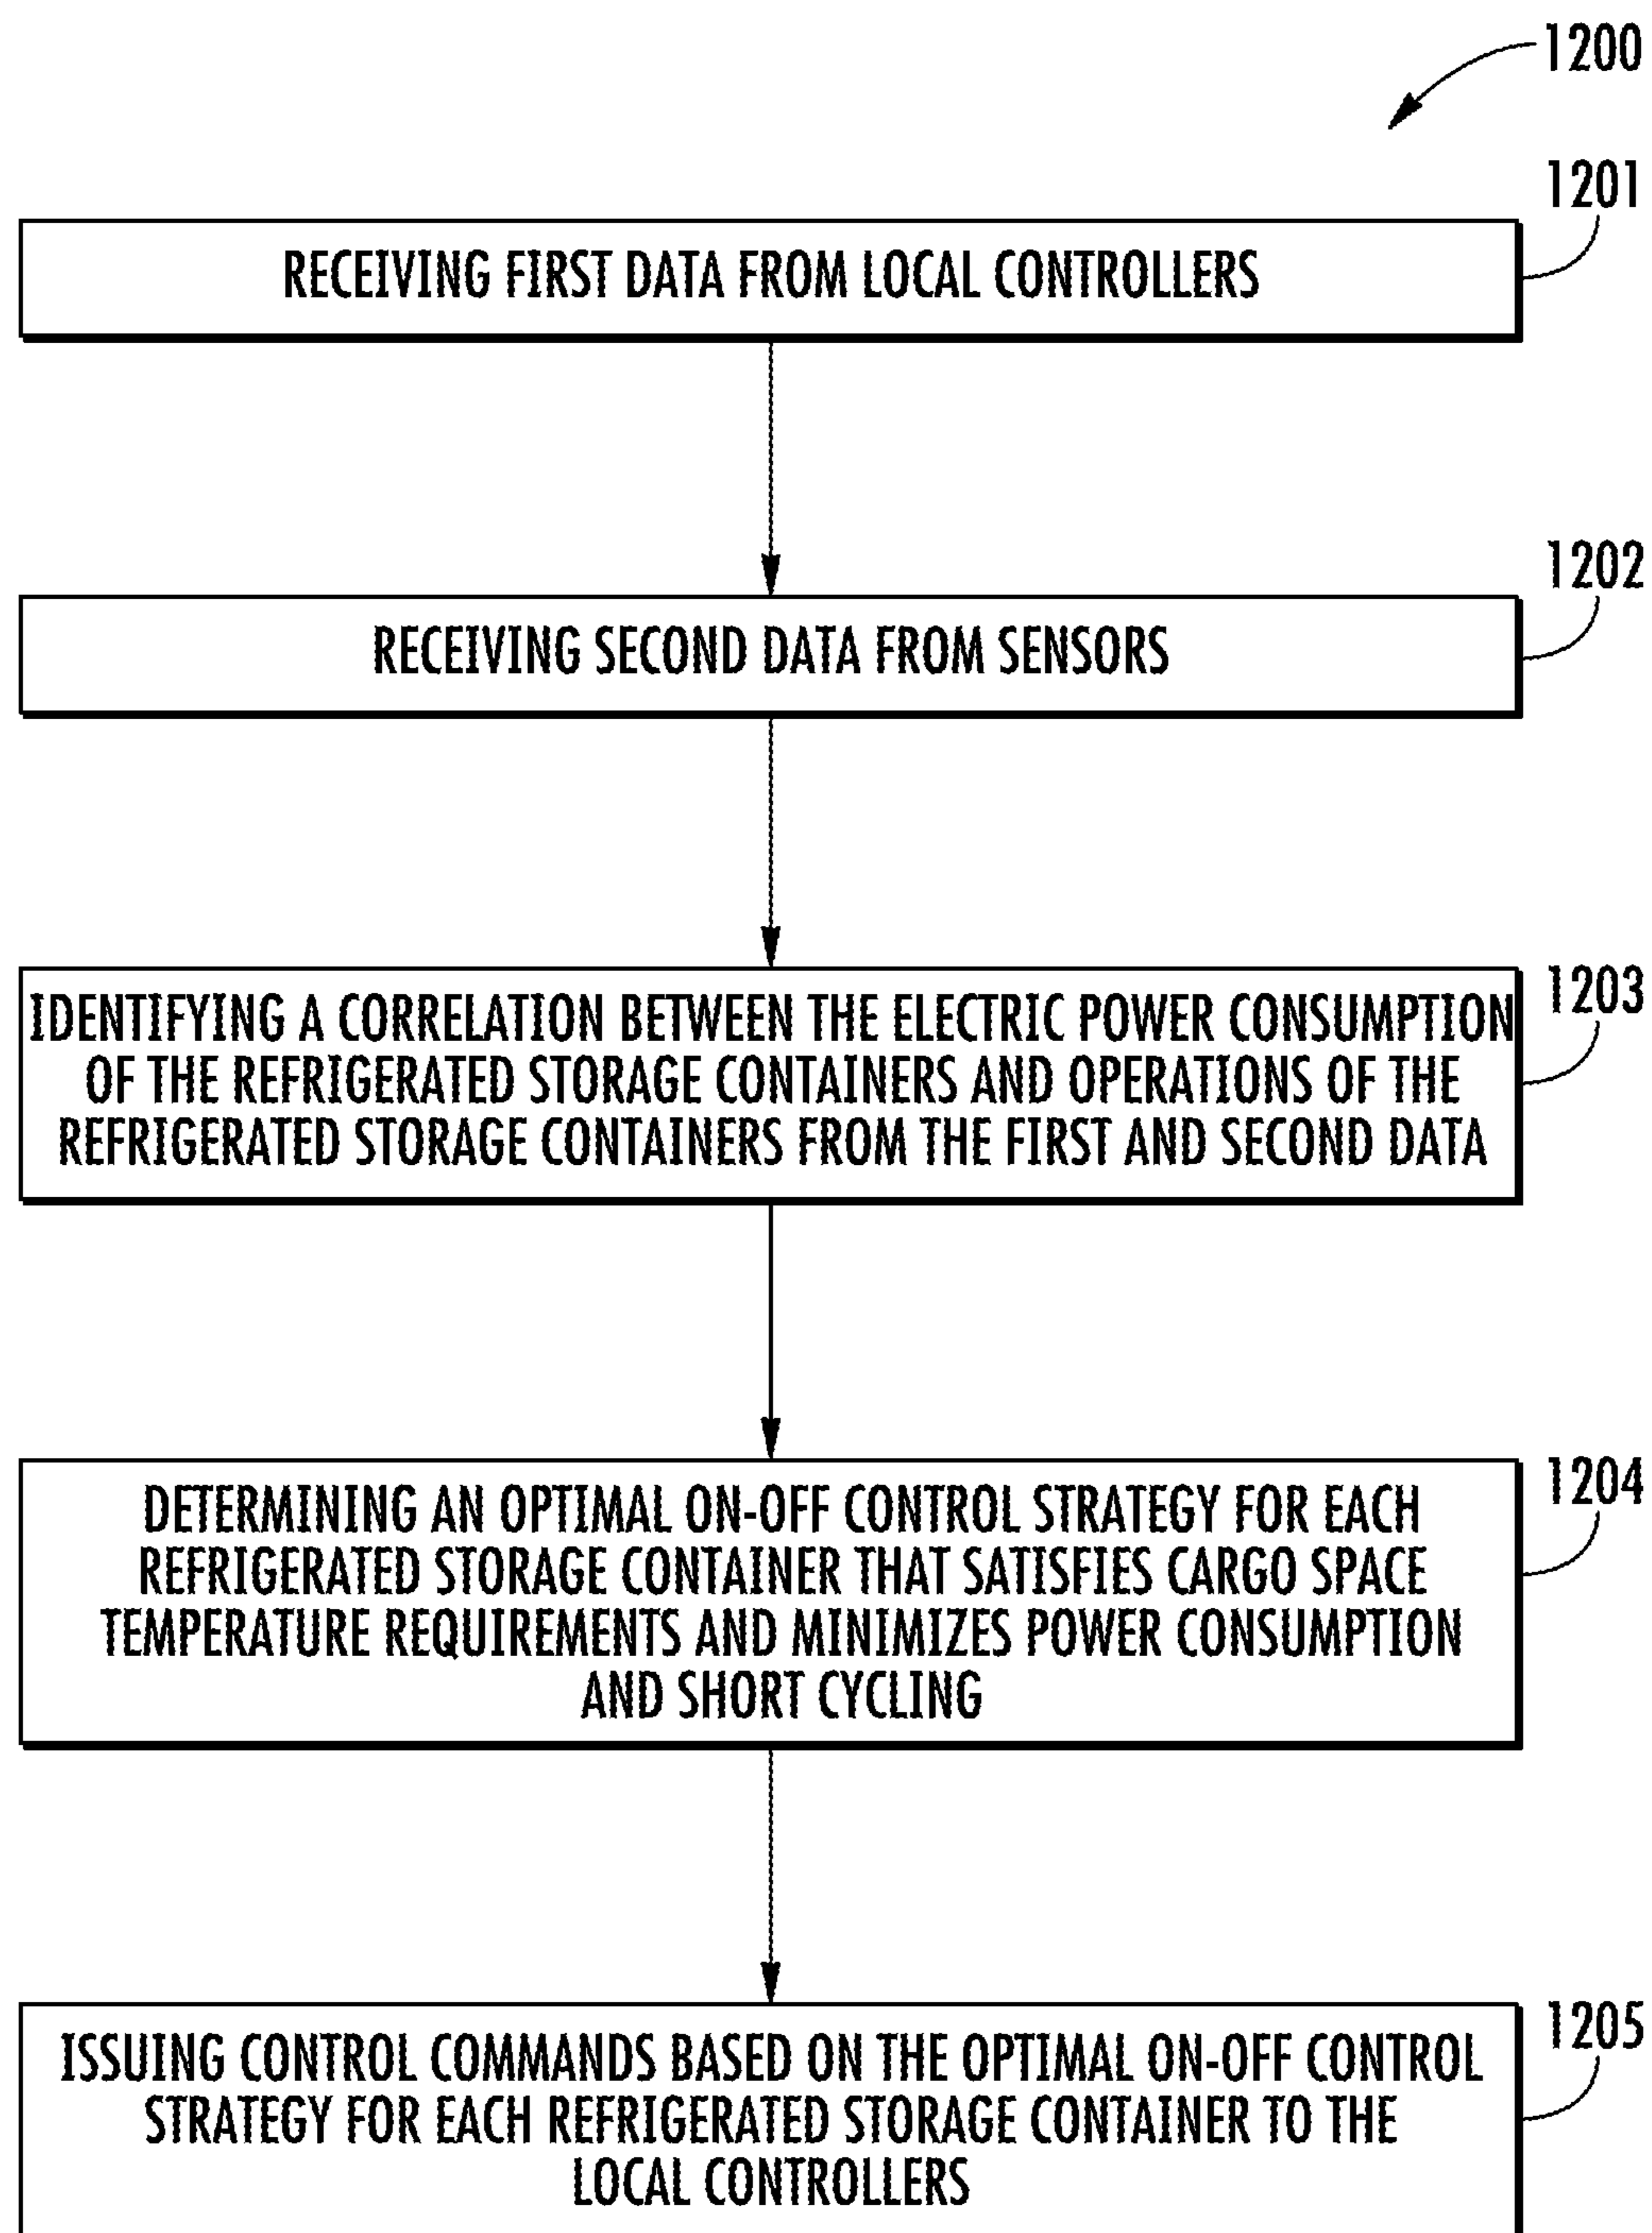 1200
1201
RECEIVING FIRST DATA FROM LOCAL CONTROLLERS
1202
RECEIVING SECOND DATA FROM SENSORS
1203
IDENTIFYING A CORRELATION BETWEEN THE ELECTRIC POWER CONSUMPTION
OF THE REFRIGERATED STORAGE CONTAINERS AND OPERATIONS OF THE
REFRIGERATED STORAGE CONTAINERS FROM THE FIRST AND SECOND DATA
1204
DETERMINING AN OPTIMAL ON-OFF CONTROL STRATEGY FOR EACH
REFRIGERATED STORAGE CONTAINER THAT SATISFIES CARGO SPACE
TEMPERATURE REQUIREMENTS AND MINIMIZES POWER CONSUMPTION
AND SHORT CYCLING
1205
ISSUING CONTROL COMMANDS BASED ON THE OPTIMAL ON-OFF CONTROL
STRATEGY FOR EACH REFRIGERATED STORAGE CONTAINER TO THE
LOCAL CONTROLLERS